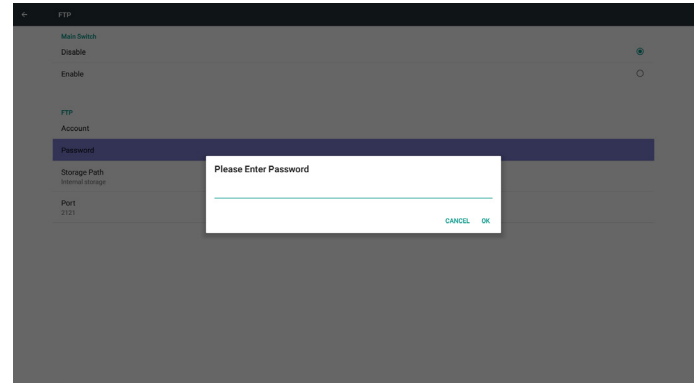 FTP
Main Switch
Disable
Enable
FTP
Account
Password
Storage Path
Internal storage
Port
2121
Please Enter Password
CANCEL OK